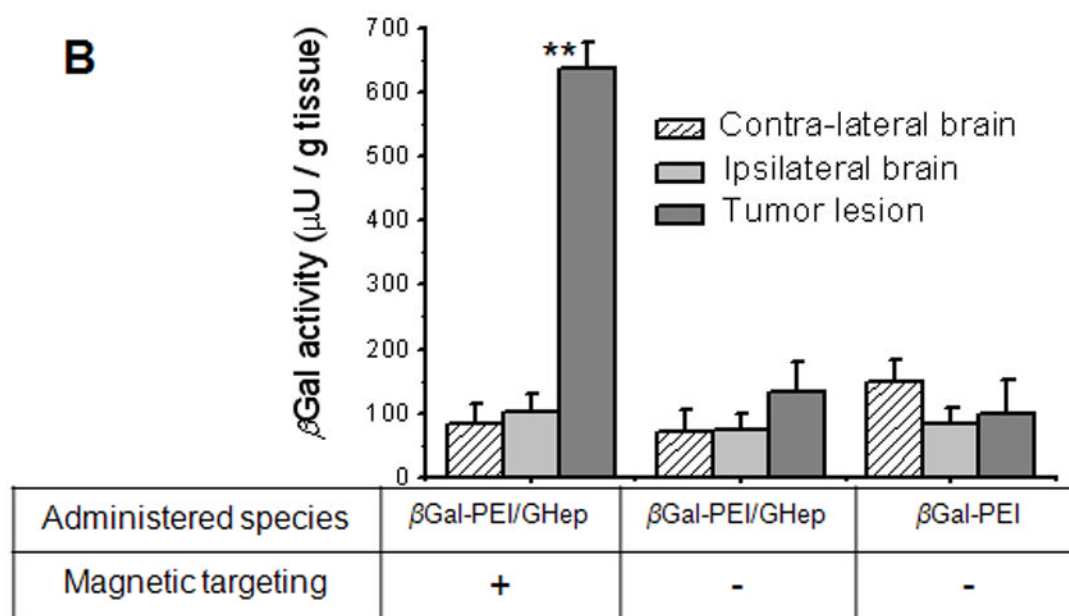 B
βGal activity (μU / g tissue)
700
600
500
400
300
200
100
0
**
Contra-lateral brain
Ipsilateral brain
Tumor lesion
Administered species βGal-PEI/GHep βGal-PEI/GHep βGal-PEI
Magnetic targeting + - -